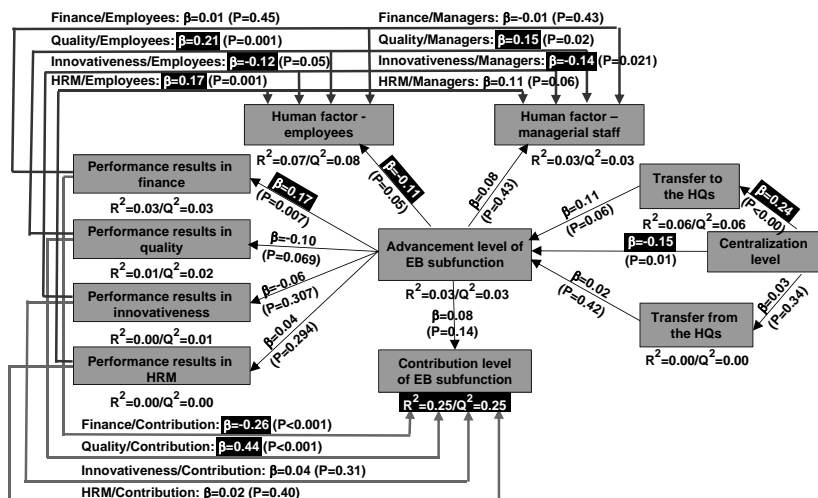 Finance/Employees: β=0.01 (P=0.45)
Quality/Employees: β=0.21 (P=0.001)
Innovativeness/Employees: β=-0.12 (P=0.05)
HRM/Employees: β=0.17 (P=0.001)
Finance/Managers: β=-0.01 (P=0.43)
Quality/Managers: β=0.15 (P=0.02)
Innovativeness/Managers: β=-0.14 (P=0.021)
HRM/Managers: β=0.11 (P=0.06)
Human factor -
employees
R²=0.07/Q²=0.08
Human factor –
managerial staff
R²=0.03/Q²=0.03
Performance results in
finance
R²=0.03/Q²=0.03
Performance results in
quality
R²=0.01/Q²=0.02
Performance results in
innovativeness
R²=0.00/Q²=0.01
Performance results in
HRM
R²=0.00/Q²=0.00
β=0.17
(P=0.007)
β=-0.10
(P=0.069)
β=-0.06
(P=0.307)
β=0.04
(P=0.294)
β=-0.11
(P=0.05)
β=0.08
(P=0.43)
Advancement level of
EB subfunction
R²=0.03/Q²=0.03
β=0.08
(P=0.14)
Contribution level
of EB subfunction
R²=0.25/Q²=0.25
β=0.11
(P=0.06)
β=-0.15
(P=0.01)
β=0.02
(P=0.42)
Transfer to
the HQs
R²=0.06/Q²=0.06
β=0.24
(P<0.00)
Centralization
level
β=0.03
(P=0.34)
Transfer from
the HQs
R²=0.00/Q²=0.00
Finance/Contribution: β=-0.26 (P<0.001)
Quality/Contribution: β=0.44 (P<0.001)
Innovativeness/Contribution: β=0.04 (P=0.31)
HRM/Contribution: β=0.02 (P=0.40)